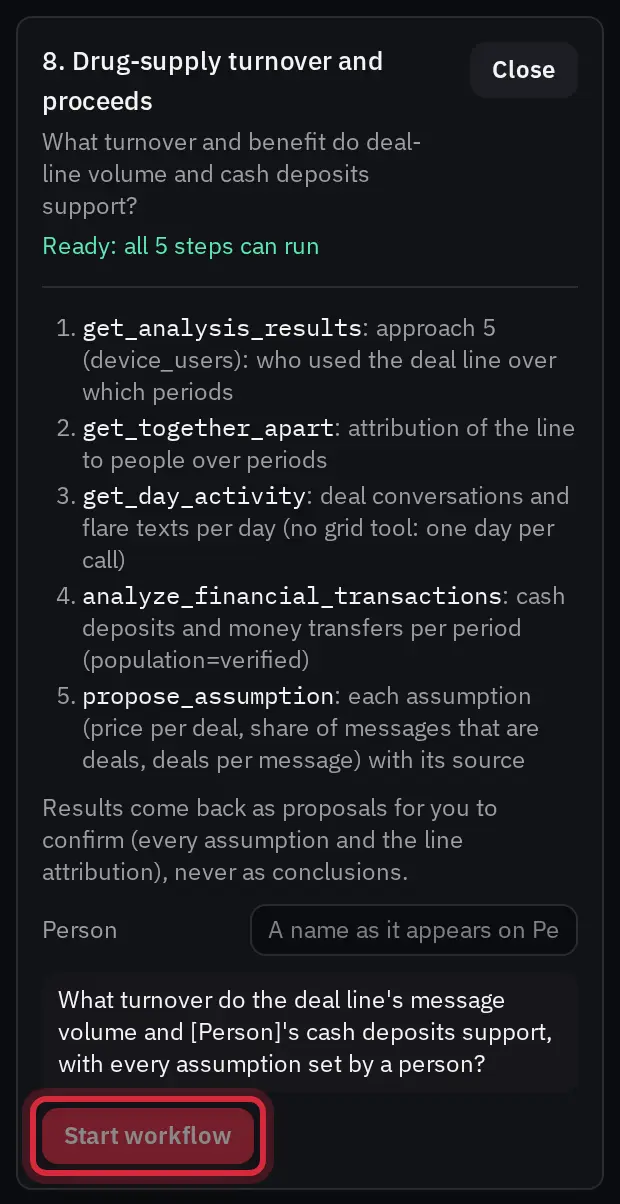 8. Drug-supply turnover and
proceeds
Close
What turnover and benefit do deal-
line volume and cash deposits
support?
Ready: all 5 steps can run
1. get_analysis_results: approach 5
(device_users): who used the deal line over
which periods
2. get_together_apart: attribution of the line
to people over periods
3. get_day_activity: deal conversations and
flare texts per day (no grid tool: one day per
call)
4. analyze_financial_transactions: cash
deposits and money transfers per period
(population=verified)
5. propose_assumption: each assumption
(price per deal, share of messages that are
deals, deals per message) with its source
Results come back as proposals for you to
confirm (every assumption and the line
attribution), never as conclusions.
Person
A name as it appears on Pe
What turnover do the deal line's message
volume and [Person]'s cash deposits support,
with every assumption set by a person?
Start workflow